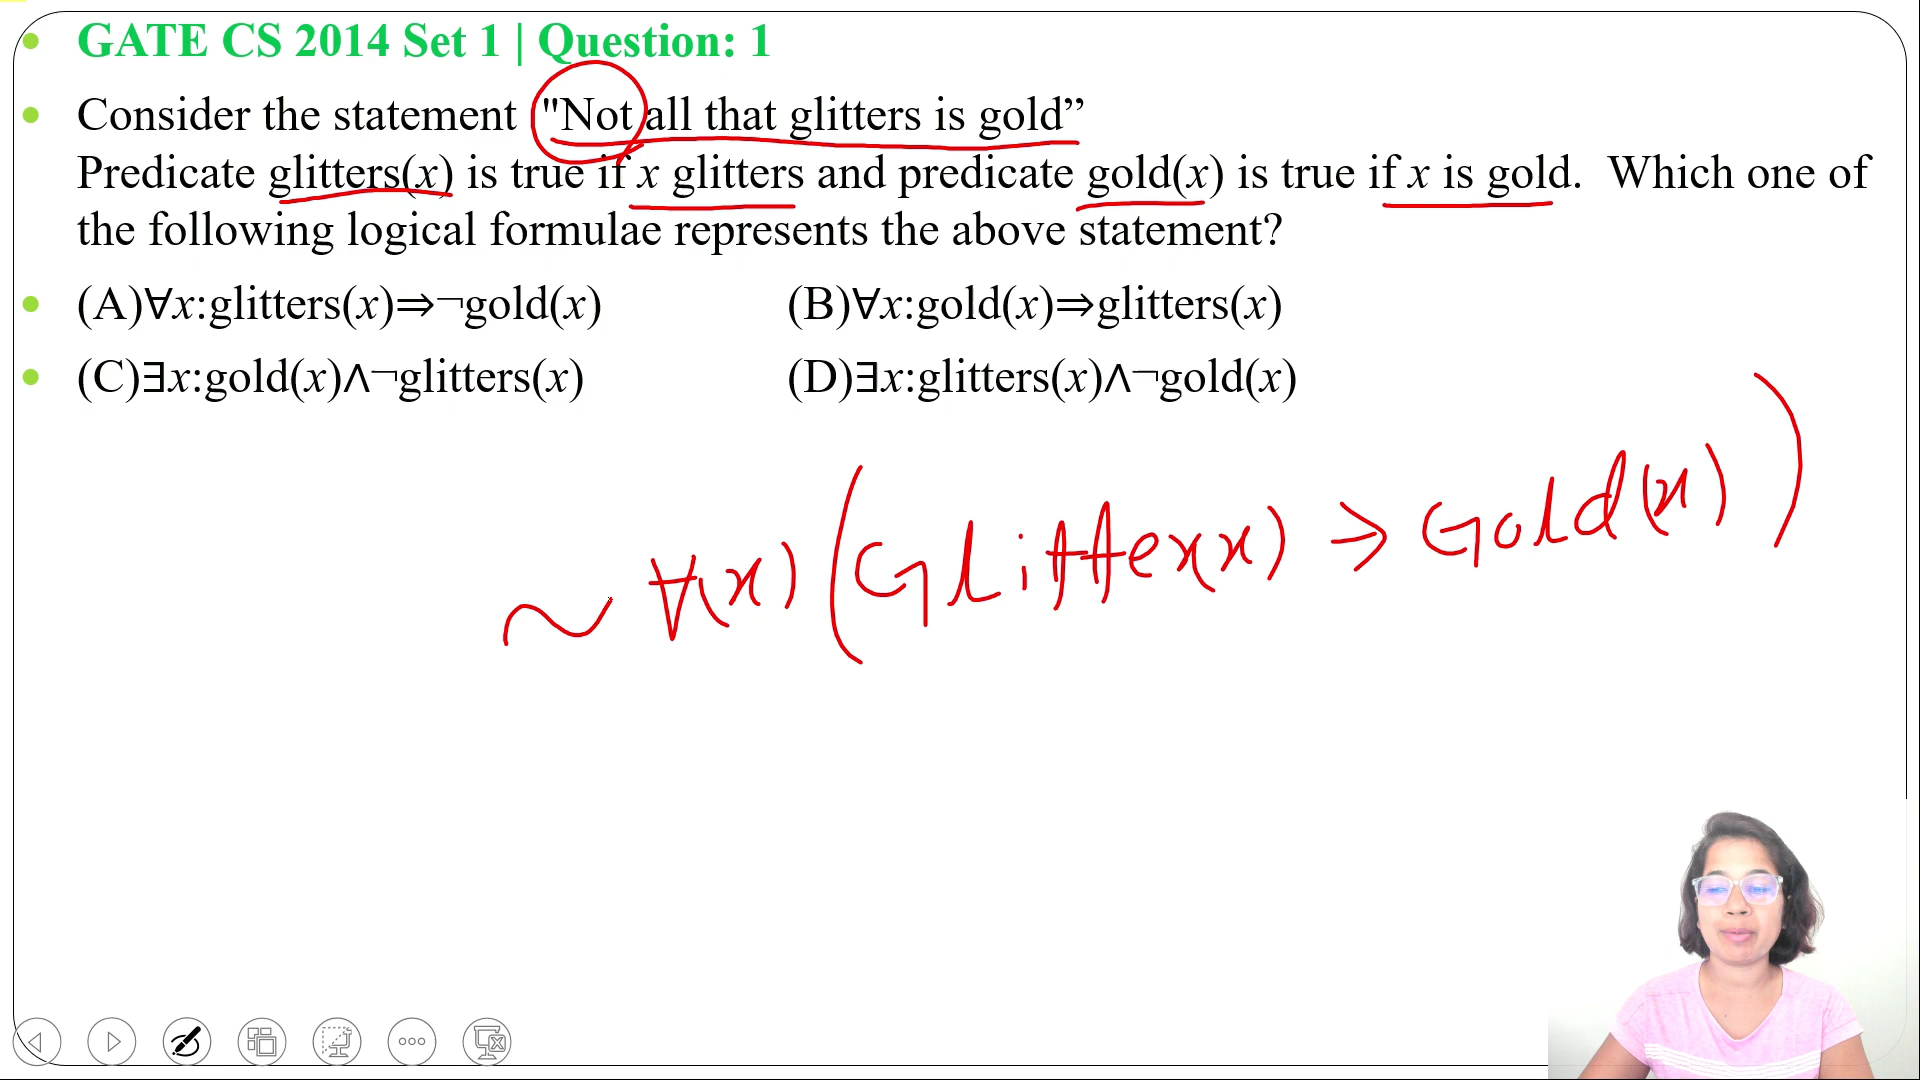 GATE CS 2014 Set 1 | Question: 1
Consider the statement "Not all that glitters is gold”
Predicate glitters(x) is true if x glitters and predicate gold(x) is true if x is gold. Which one of
the following logical formulae represents the above statement?
(A)∀x:glitters(x)⇒¬gold(x) (B)∀x:gold(x)⇒glitters(x)
(C)∃x:gold(x)∧¬glitters(x) (D)∃x:glitters(x)∧¬gold(x)
~ ∀(x) (Glitter(x) → Gold(x))